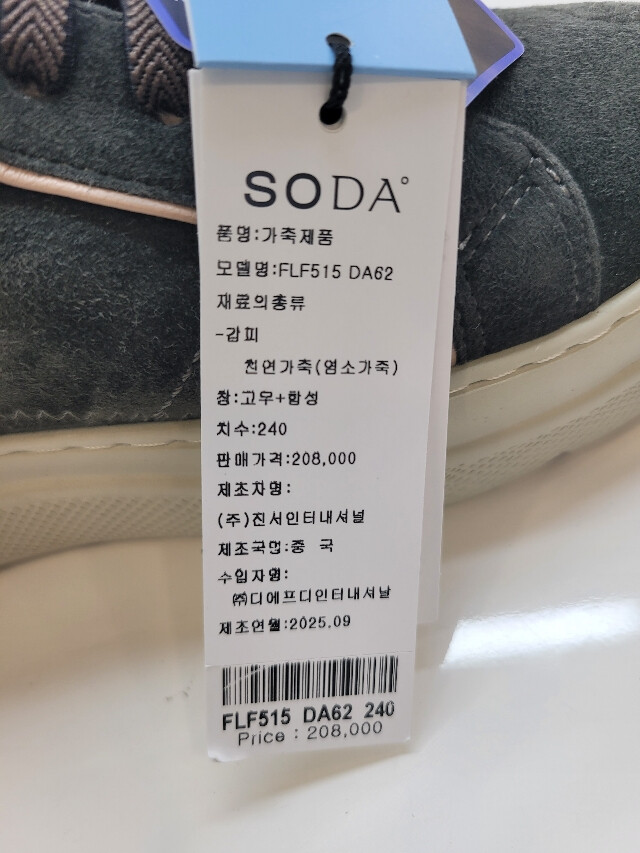 SODA
품명:가죽제품
모델명:FLF515 DA62
재료의종류
-갑피
천연가죽(염소가죽)
창:고무+합성
치수:240
판매가격:208,000
제조자명:
(주)진서인터내셔널
제조국명:중 국
수입자명:
㈜디에프디인터내셔날
제조연월:2025.09
FLF515 DA62 240
Price : 208,000